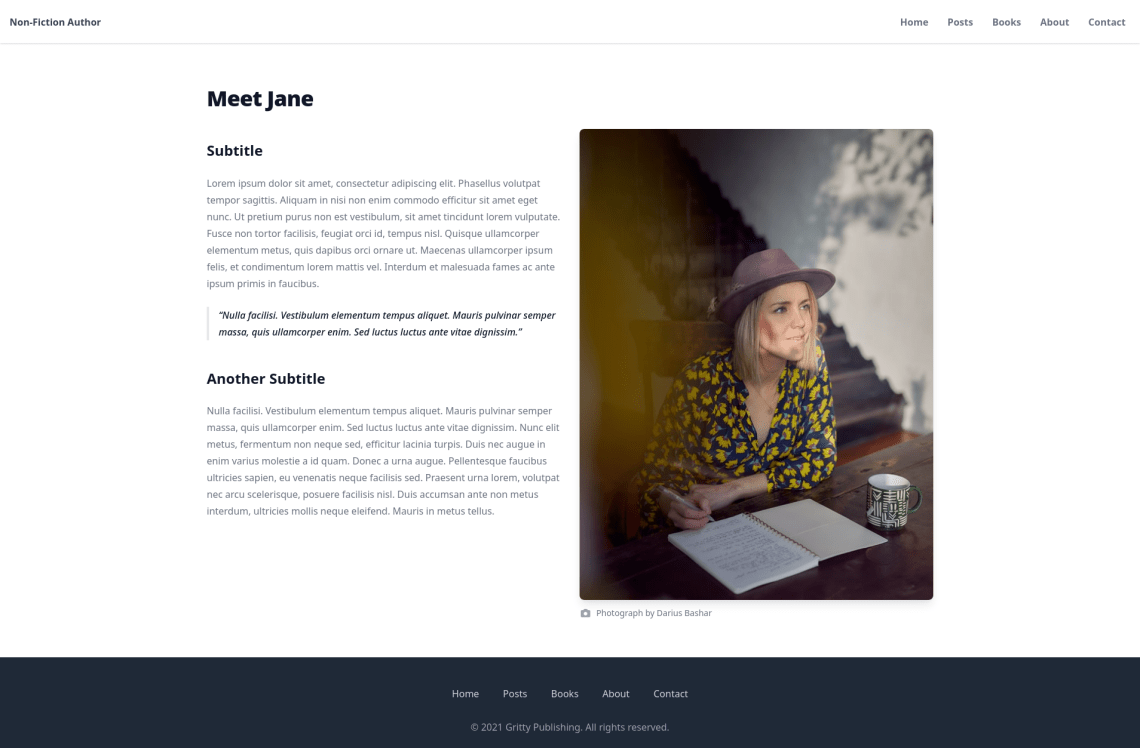 Non-Fiction Author
Home
Posts
Books
About
Contact
Meet Jane
Subtitle
Lorem ipsum dolor sit amet, consectetur adipiscing elit. Phasellus volutpat
tempor sagittis. Aliquam in nisi non enim commodo efficitur sit amet eget
nunc. Ut pretium purus non est vestibulum, sit amet tincidunt lorem vulputate.
Fusce non tortor facilisis, feugiat orci id, tempus nisl. Quisque ullamcorper
elementum metus, quis dapibus orci ornare ut. Maecenas ullamcorper ipsum
felis, et condimentum lorem mattis vel. Interdum et malesuada fames ac ante
ipsum primis in faucibus.
“Nulla facilisi. Vestibulum elementum tempus aliquet. Mauris pulvinar semper
massa, quis ullamcorper enim. Sed luctus luctus ante vitae dignissim.”
Another Subtitle
Nulla facilisi. Vestibulum elementum tempus aliquet. Mauris pulvinar semper
massa, quis ullamcorper enim. Sed luctus luctus ante vitae dignissim. Nunc elit
metus, fermentum non neque sed, efficitur lacinia turpis. Duis nec augue in
enim varius molestie a id quam. Donec a urna augue. Pellentesque faucibus
ultricies sapien, eu venenatis neque facilisis sed. Praesent urna lorem, volutpat
nec arcu scelerisque, posuere facilisis nisl. Duis accumsan ante non metus
interdum, ultricies mollis neque eleifend. Mauris in metus tellus.
Photograph by Darius Bashar
Home
Posts
Books
About
Contact
© 2021 Gritty Publishing. All rights reserved.